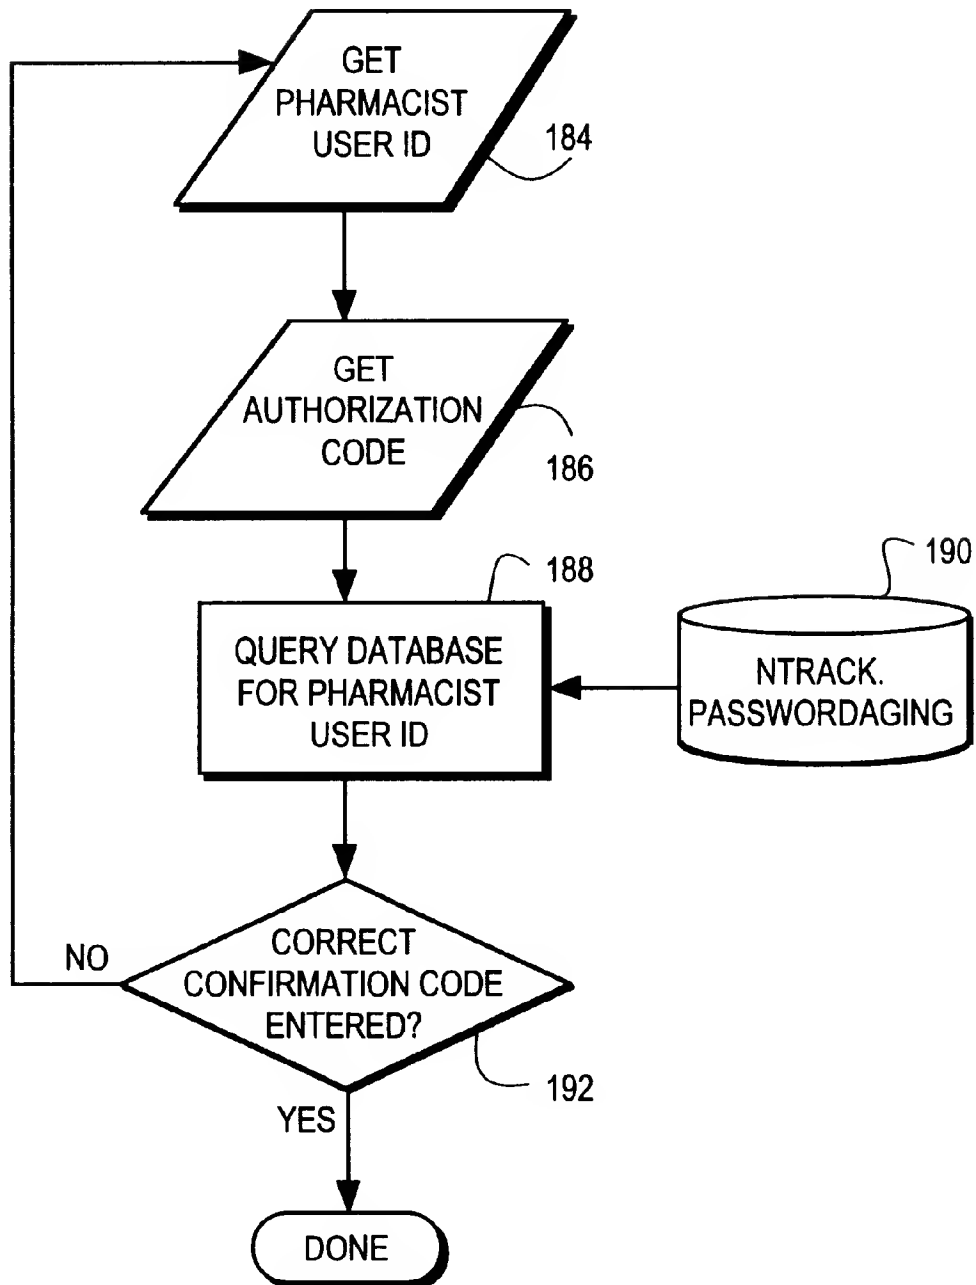 GET
PHARMACIST
USER ID
184
GET
AUTHORIZATION
CODE
186
188
190
QUERY DATABASE
FOR PHARMACIST
USER ID
NTRACK.
PASSWORDAGING
NO
CORRECT
CONFIRMATION CODE
ENTERED?
192
YES
DONE